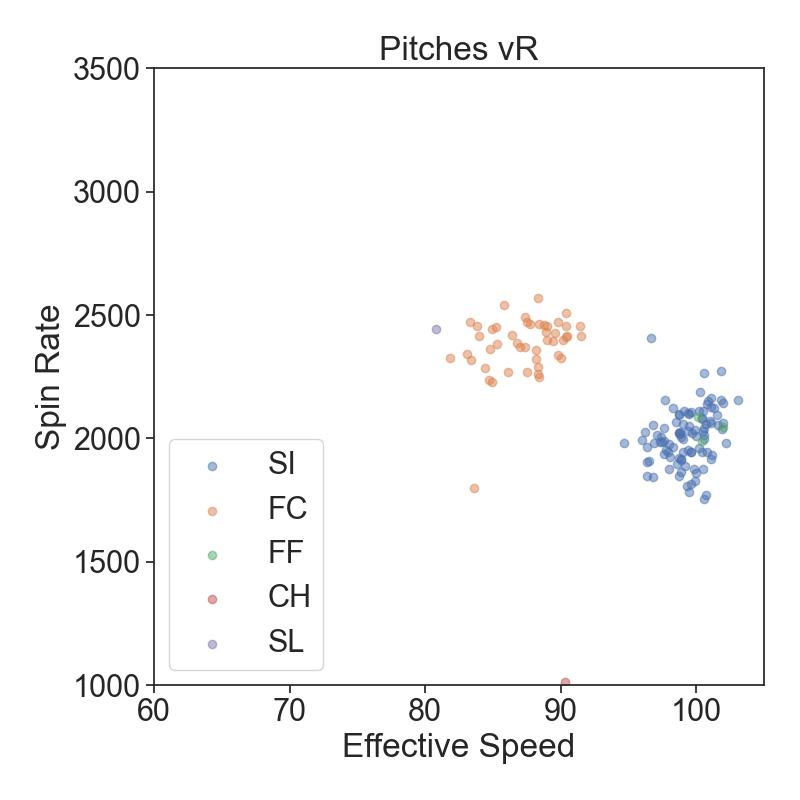 Pitches vR
3500
3000
2500
2000
1500
1000
Spin Rate
SI
FC
FF
CH
SL
60 70 80 90 100
Effective Speed